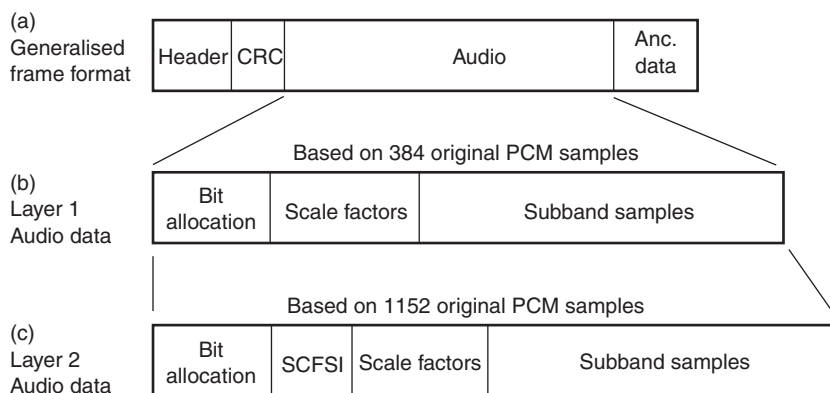 (a)
Generalised
frame format
Header
CRC
Audio
Anc.
data
Based on 384 original PCM samples
(b)
Layer 1
Audio data
Bit
allocation
Scale factors
Subband samples
Based on 1152 original PCM samples
(c)
Layer 2
Audio data
Bit
allocation
SCFSI
Scale factors
Subband samples